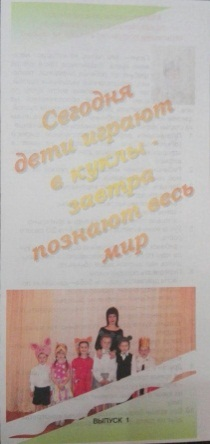 Сегодня
дети играют
в куклы -
завтра
познают весь
мир
ВЫПУСК 1